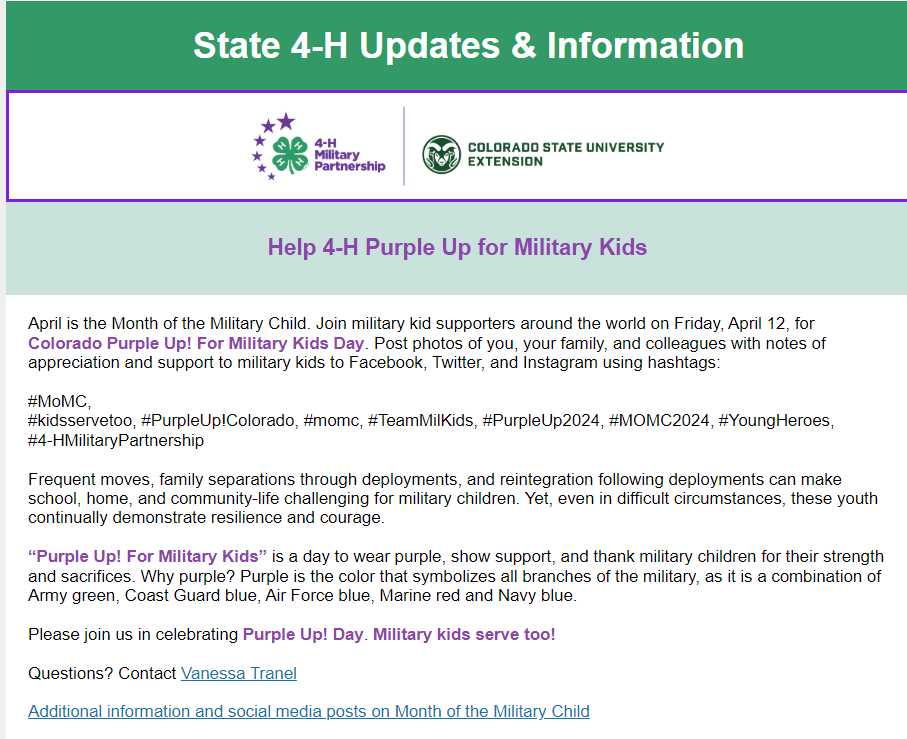 State 4-H Updates & Information
4-H
Military
Partnership
COLORADO STATE UNIVERSITY
EXTENSION
Help 4-H Purple Up for Military Kids
April is the Month of the Military Child. Join military kid supporters around the world on Friday, April 12, for
Colorado Purple Up! For Military Kids Day. Post photos of you, your family, and colleagues with notes of
appreciation and support to military kids to Facebook, Twitter, and Instagram using hashtags:
#MoMC,
#kidsservetoo, #PurpleUp!Colorado, #momc, #TeamMilKids, #PurpleUp2024, #MOMC2024, #YoungHeroes,
#4-HMilitaryPartnership
Frequent moves, family separations through deployments, and reintegration following deployments can make
school, home, and community-life challenging for military children. Yet, even in difficult circumstances, these youth
continually demonstrate resilience and courage.
“Purple Up! For Military Kids” is a day to wear purple, show support, and thank military children for their strength
and sacrifices. Why purple? Purple is the color that symbolizes all branches of the military, as it is a combination of
Army green, Coast Guard blue, Air Force blue, Marine red and Navy blue.
Please join us in celebrating Purple Up! Day. Military kids serve too!
Questions? Contact Vanessa Tranel
Additional information and social media posts on Month of the Military Child